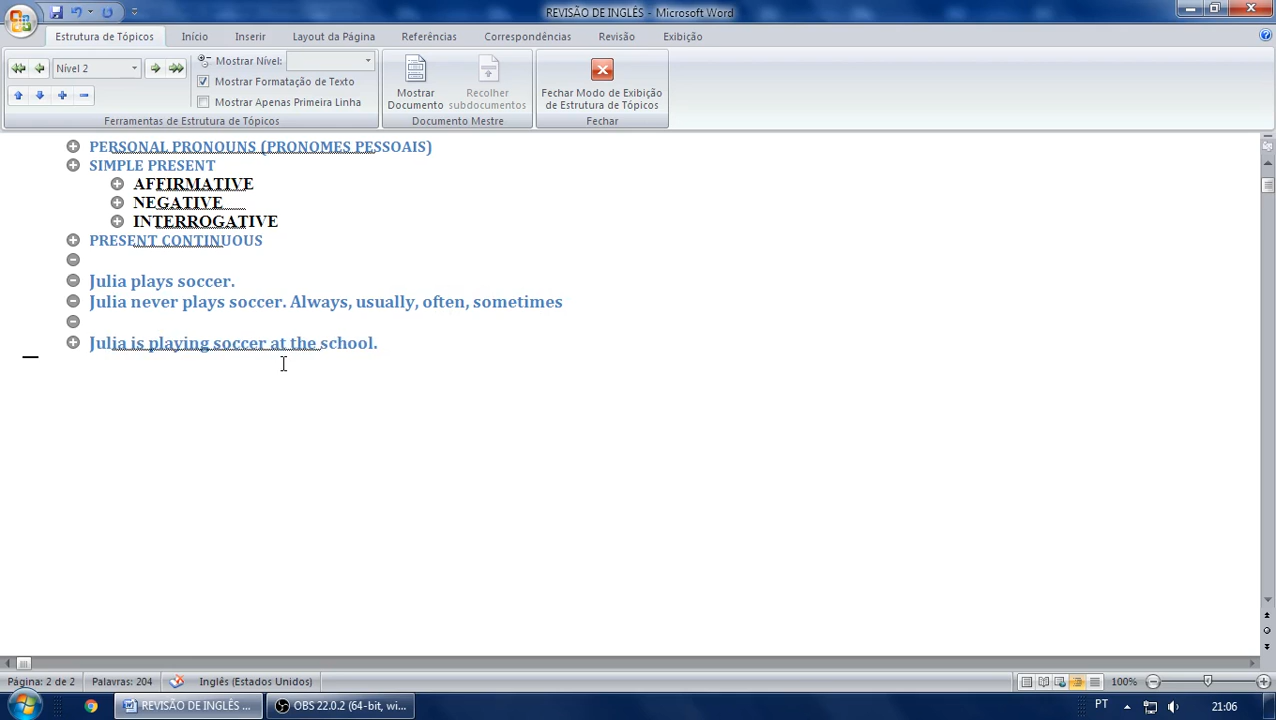 REVISÃO DE INGLÊS - Microsoft Word
Estrutura de Tópicos Início Inserir Layout da Página Referências Correspondências Revisão Exibição
Nível 2
Mostrar Nível:
Mostrar Formatação de Texto
Mostrar Apenas Primeira Linha
Ferramentas de Estrutura de Tópicos
Mostrar
Documento
Recolher
subdocumentos
Documento Mestre
Fechar Modo de Exibição
de Estrutura de Tópicos
Fechar
PERSONAL PRONOUNS (PRONOMES PESSOAIS)
SIMPLE PRESENT
AFFIRMATIVE
NEGATIVE
INTERROGATIVE
PRESENT CONTINUOUS
Julia plays soccer.
Julia never plays soccer. Always, usually, often, sometimes
Julia is playing soccer at the school.
Página: 2 de 2 Palavras: 204 Inglês (Estados Unidos) 100%
REVISÃO DE INGLÊS ... OBS 22.0.2 (64-bit, wi... PT 21:06